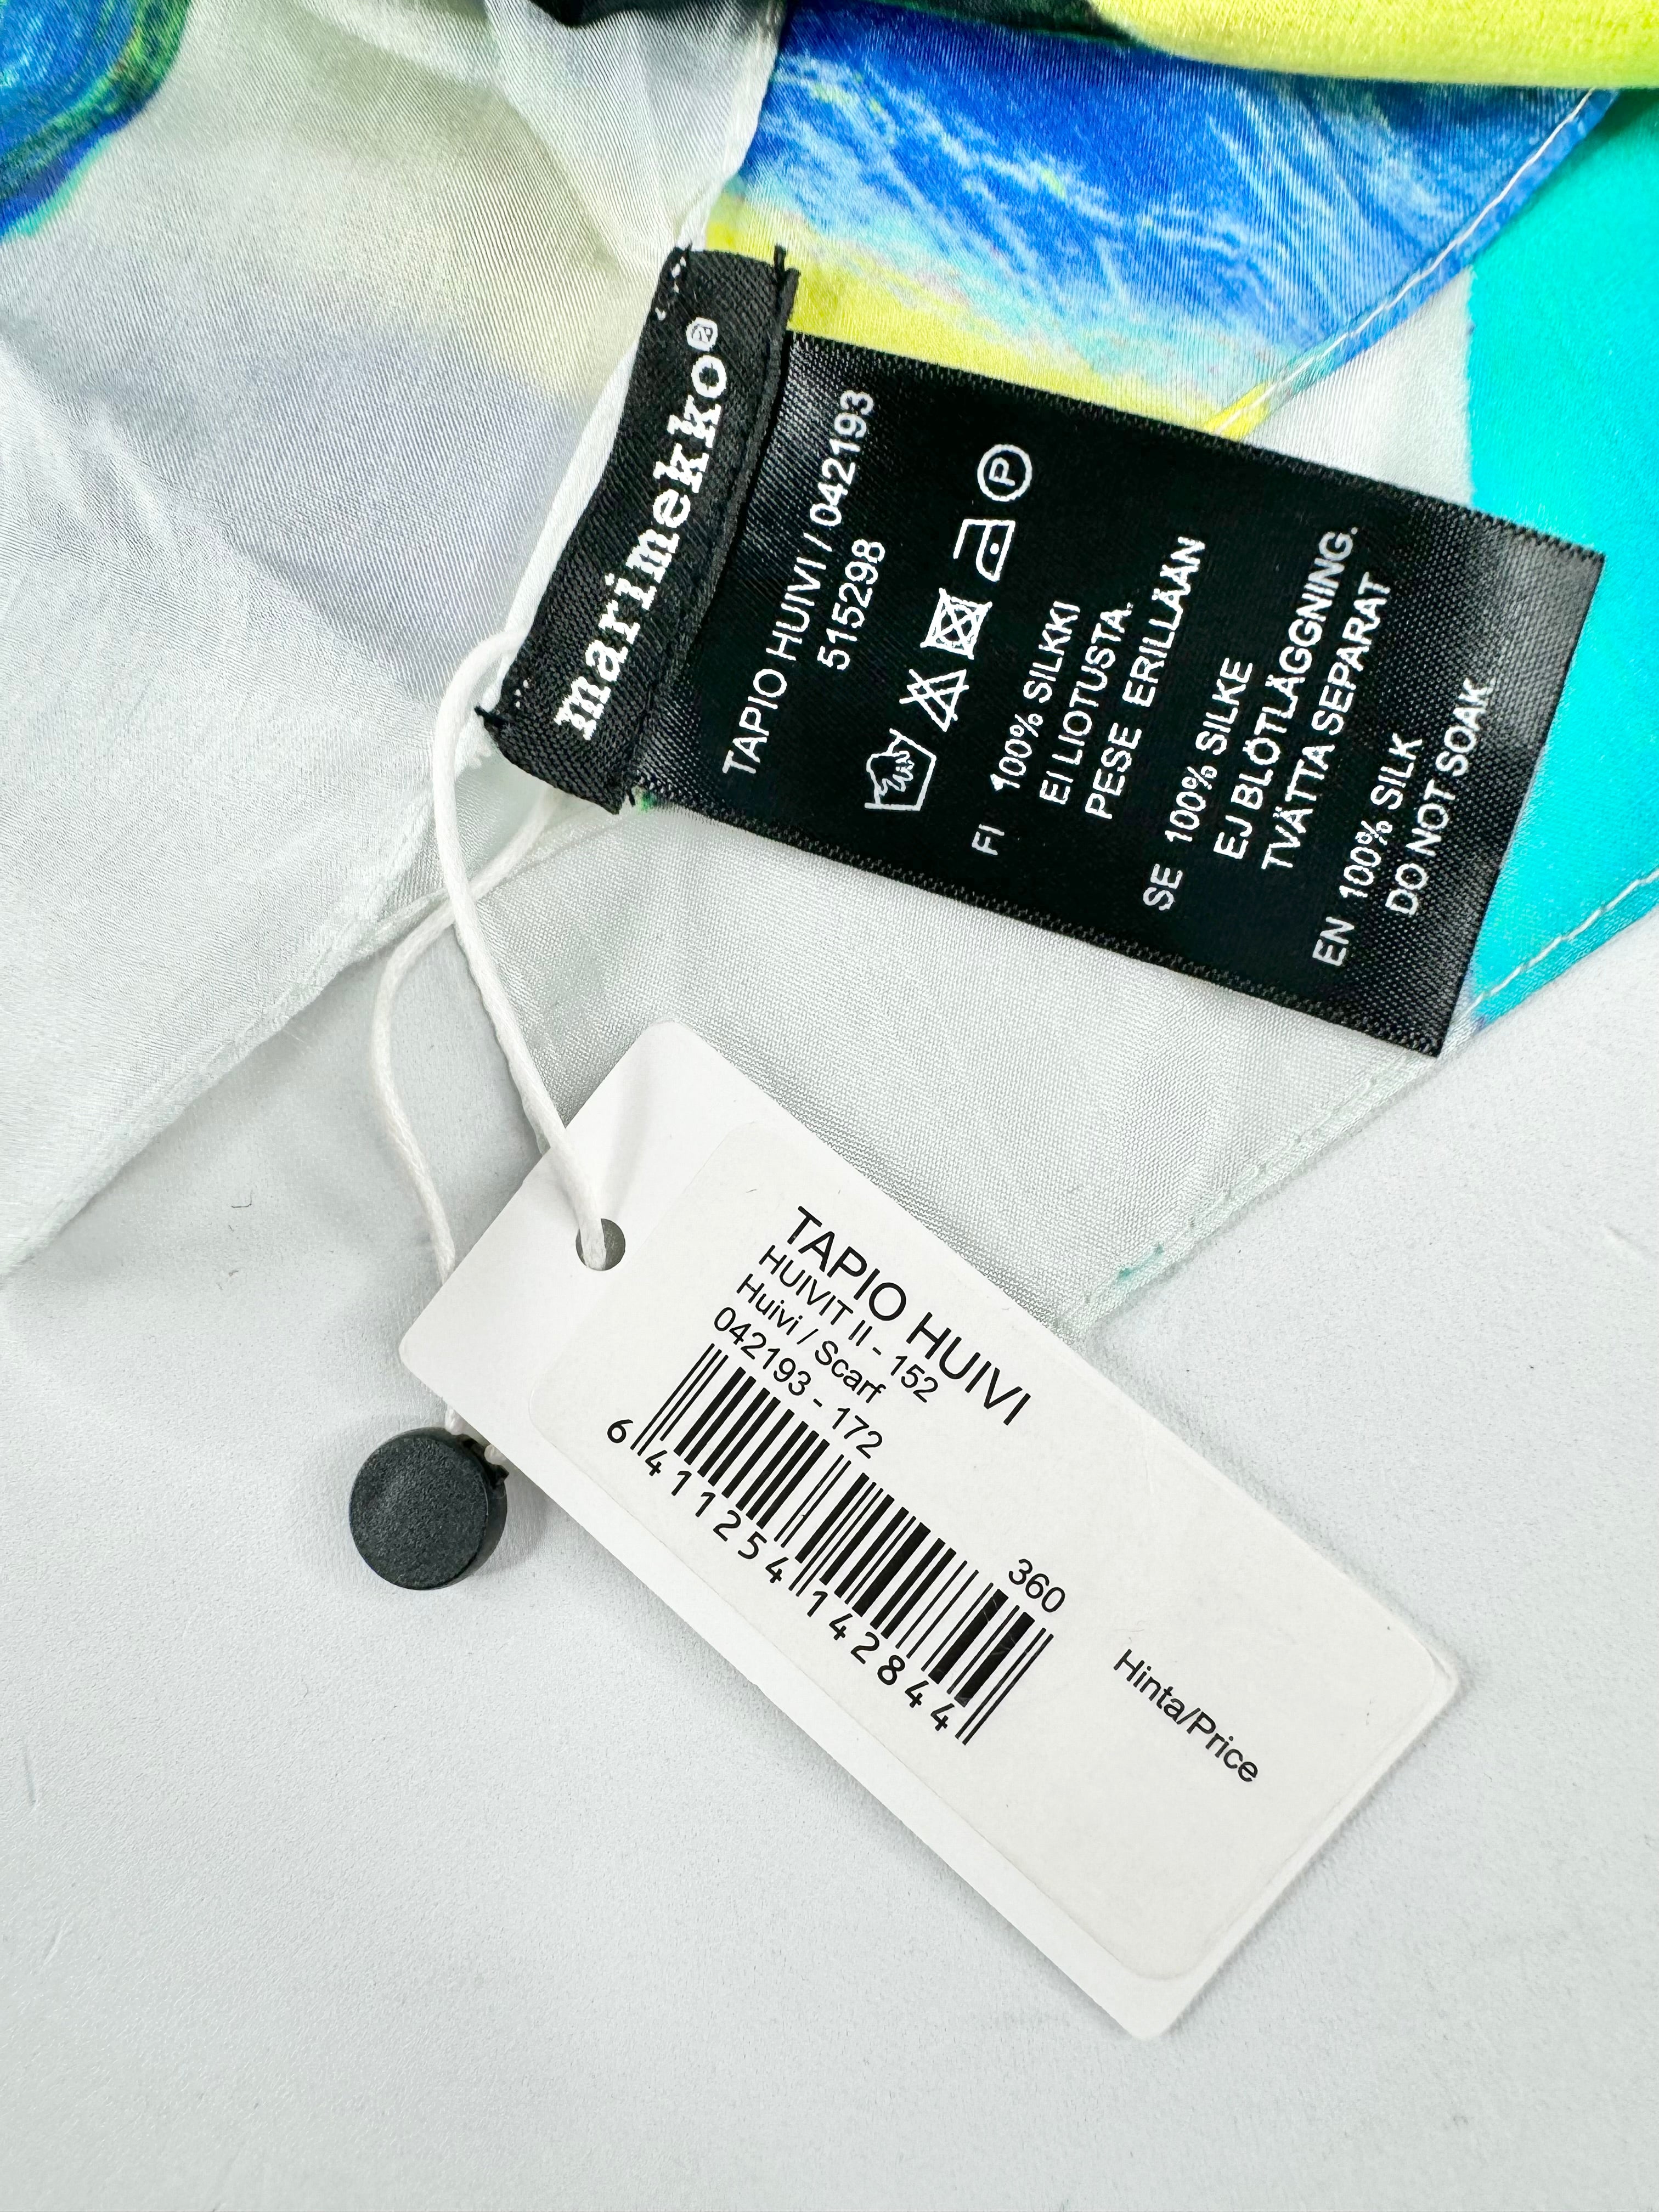 marimekko®
TAPIO HUIVI / 042193
515298
P
FI 100% SILKKI
EI LIOTUSTA.
PESE ERILLÄÄN
SE 100% SILKE
EJ BLÖTLÄGGNING.
TVÄTTA SEPARAT
EN 100% SILK
DO NOT SOAK
TAPIO HUIVI
HUIVIT II - 152
Huivi / Scarf
042193 - 172
360
6 411254 142844
Hinta/Price